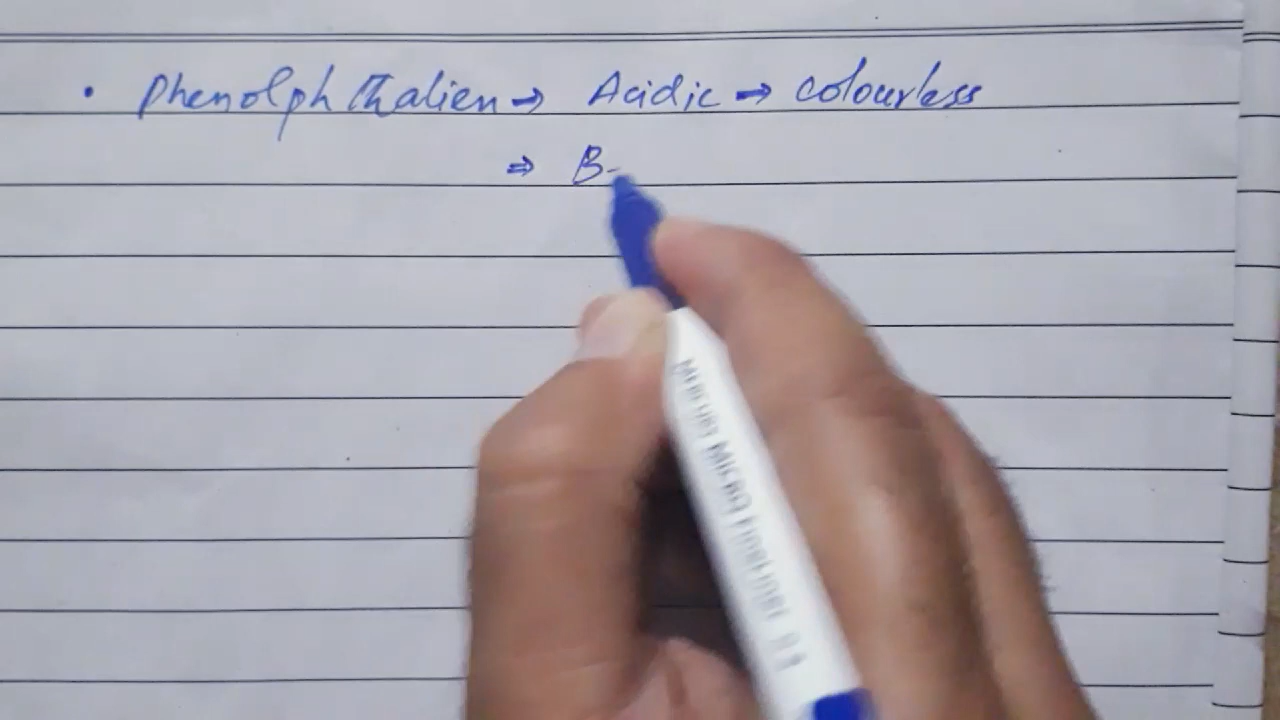 • Phenolphthalien → Acidic → colourless
⇒ B-